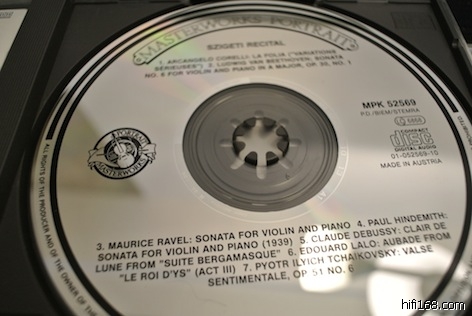 MASTERWORKS PORTRAIT
SZIGETI RECITAL
1. ARCANGELO CORELLI: LA FOLIA ("VARIATIONS
SÉRIEUSES") 2. LUDWIG VAN BEETHOVEN: SONATA
NO. 6 FOR VIOLIN AND PIANO IN A MAJOR, OP. 30, NO. 1
MPK 52569
P.D./BIEM/STEMRA
LC 6868
COMPACT
disc
DIGITAL AUDIO
01-052569-10
MADE IN AUSTRIA
PORTRAIT
MASTERWORKS
3. MAURICE RAVEL: SONATA FOR VIOLIN AND PIANO 4. PAUL HINDEMITH:
SONATA FOR VIOLIN AND PIANO (1939) 5. CLAUDE DEBUSSY: CLAIR DE
LUNE FROM "SUITE BERGAMASQUE" 6. EDOUARD LALO: AUBADE FROM
"LE ROI D'YS" (ACT III) 7. PYOTR ILYICH TCHAIKOVSKY: VALSE
SENTIMENTALE, OP 51 NO. 6
ALL RIGHTS OF THE PRODUCER AND OF THE OWNER OF THE
hifi168.com